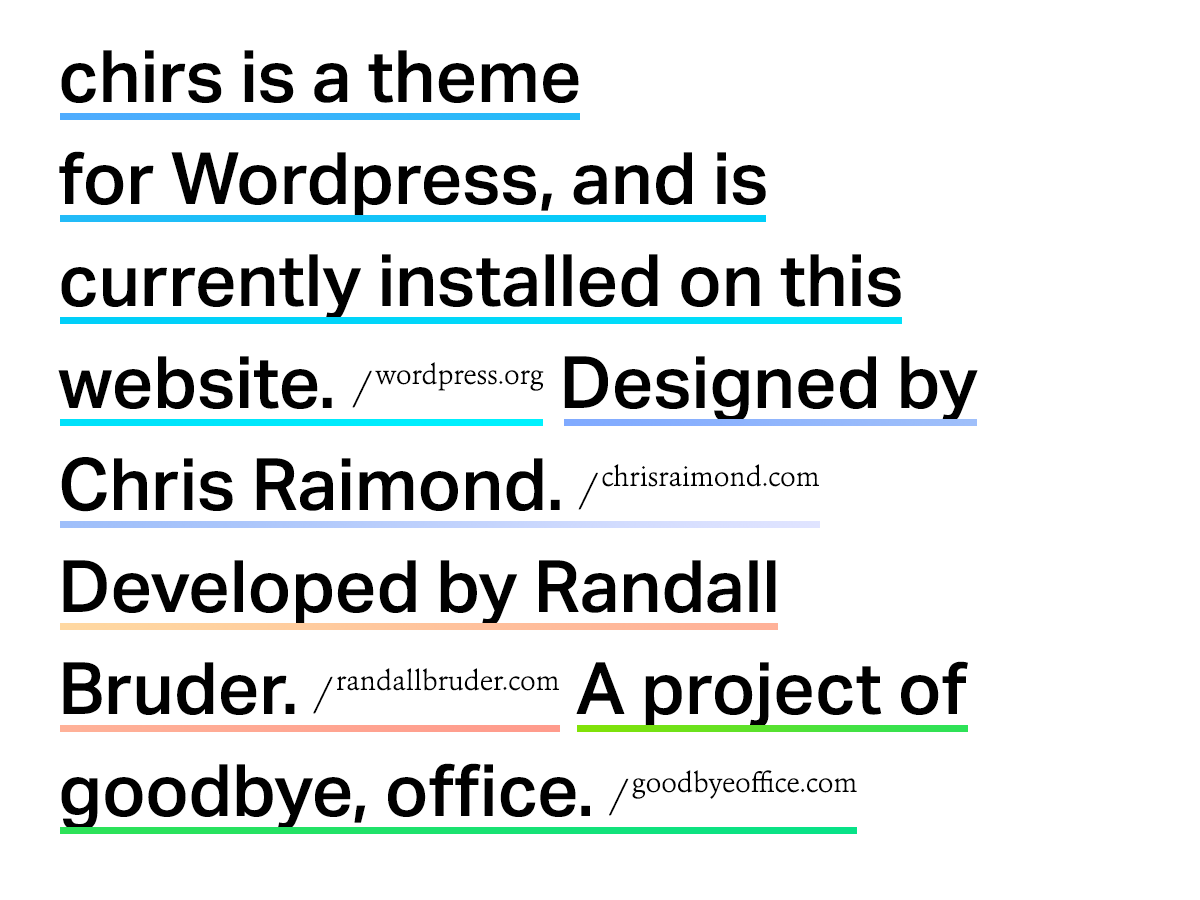 chirs is a theme
for Wordpress, and is
currently installed on this
website. /wordpress.org Designed by
Chris Raimond. /chrisraimond.com
Developed by Randall
Bruder. /randallbruder.com A project of
goodbye, office. /goodbyeoffice.com